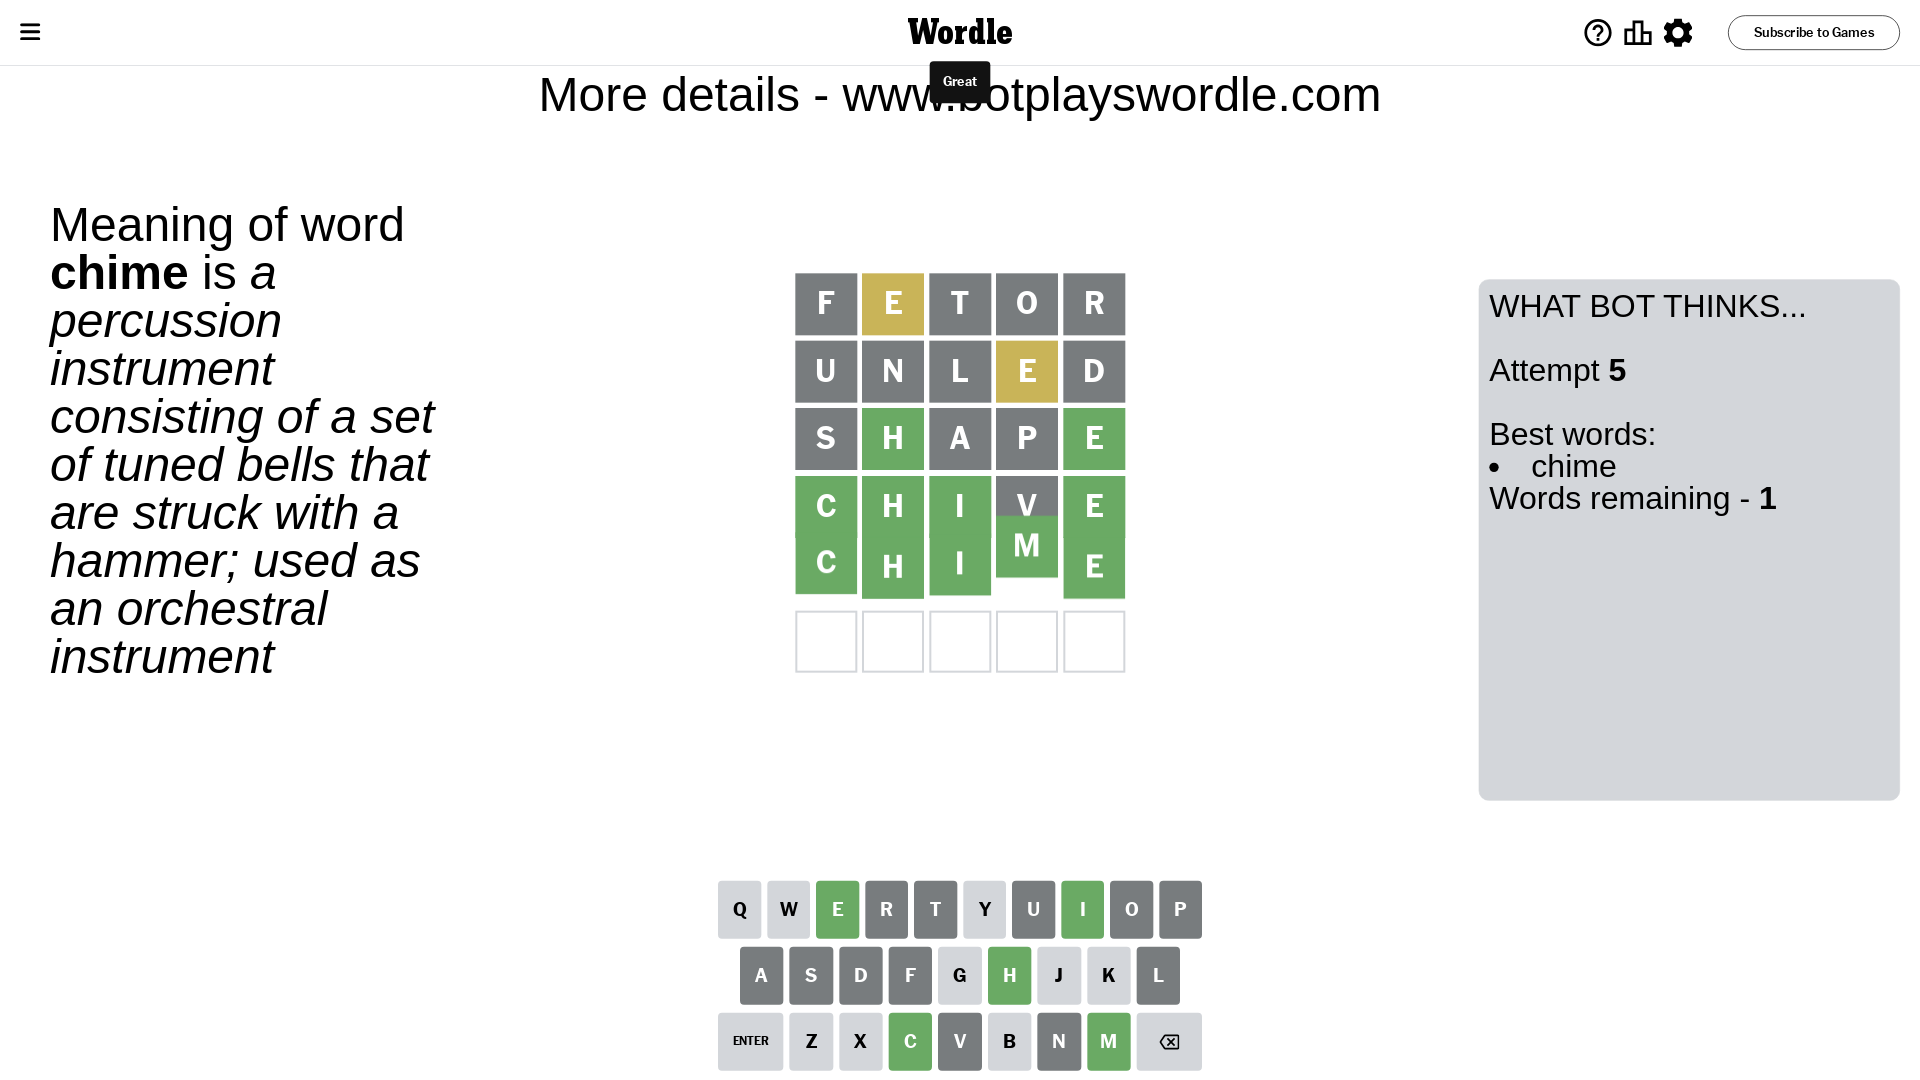 Wordle
Subscribe to Games
Great
More details - www.botplayswordle.com
Meaning of word
chime is a
percussion
instrument
consisting of a set
of tuned bells that
are struck with a
hammer; used as
an orchestral
instrument
F E T O R
U N L E D
S H A P E
C H I V E
C H I M E
WHAT BOT THINKS...
Attempt 5
Best words:
• chime
Words remaining - 1
Q W E R T Y U I O P
A S D F G H J K L
ENTER Z X C V B N M